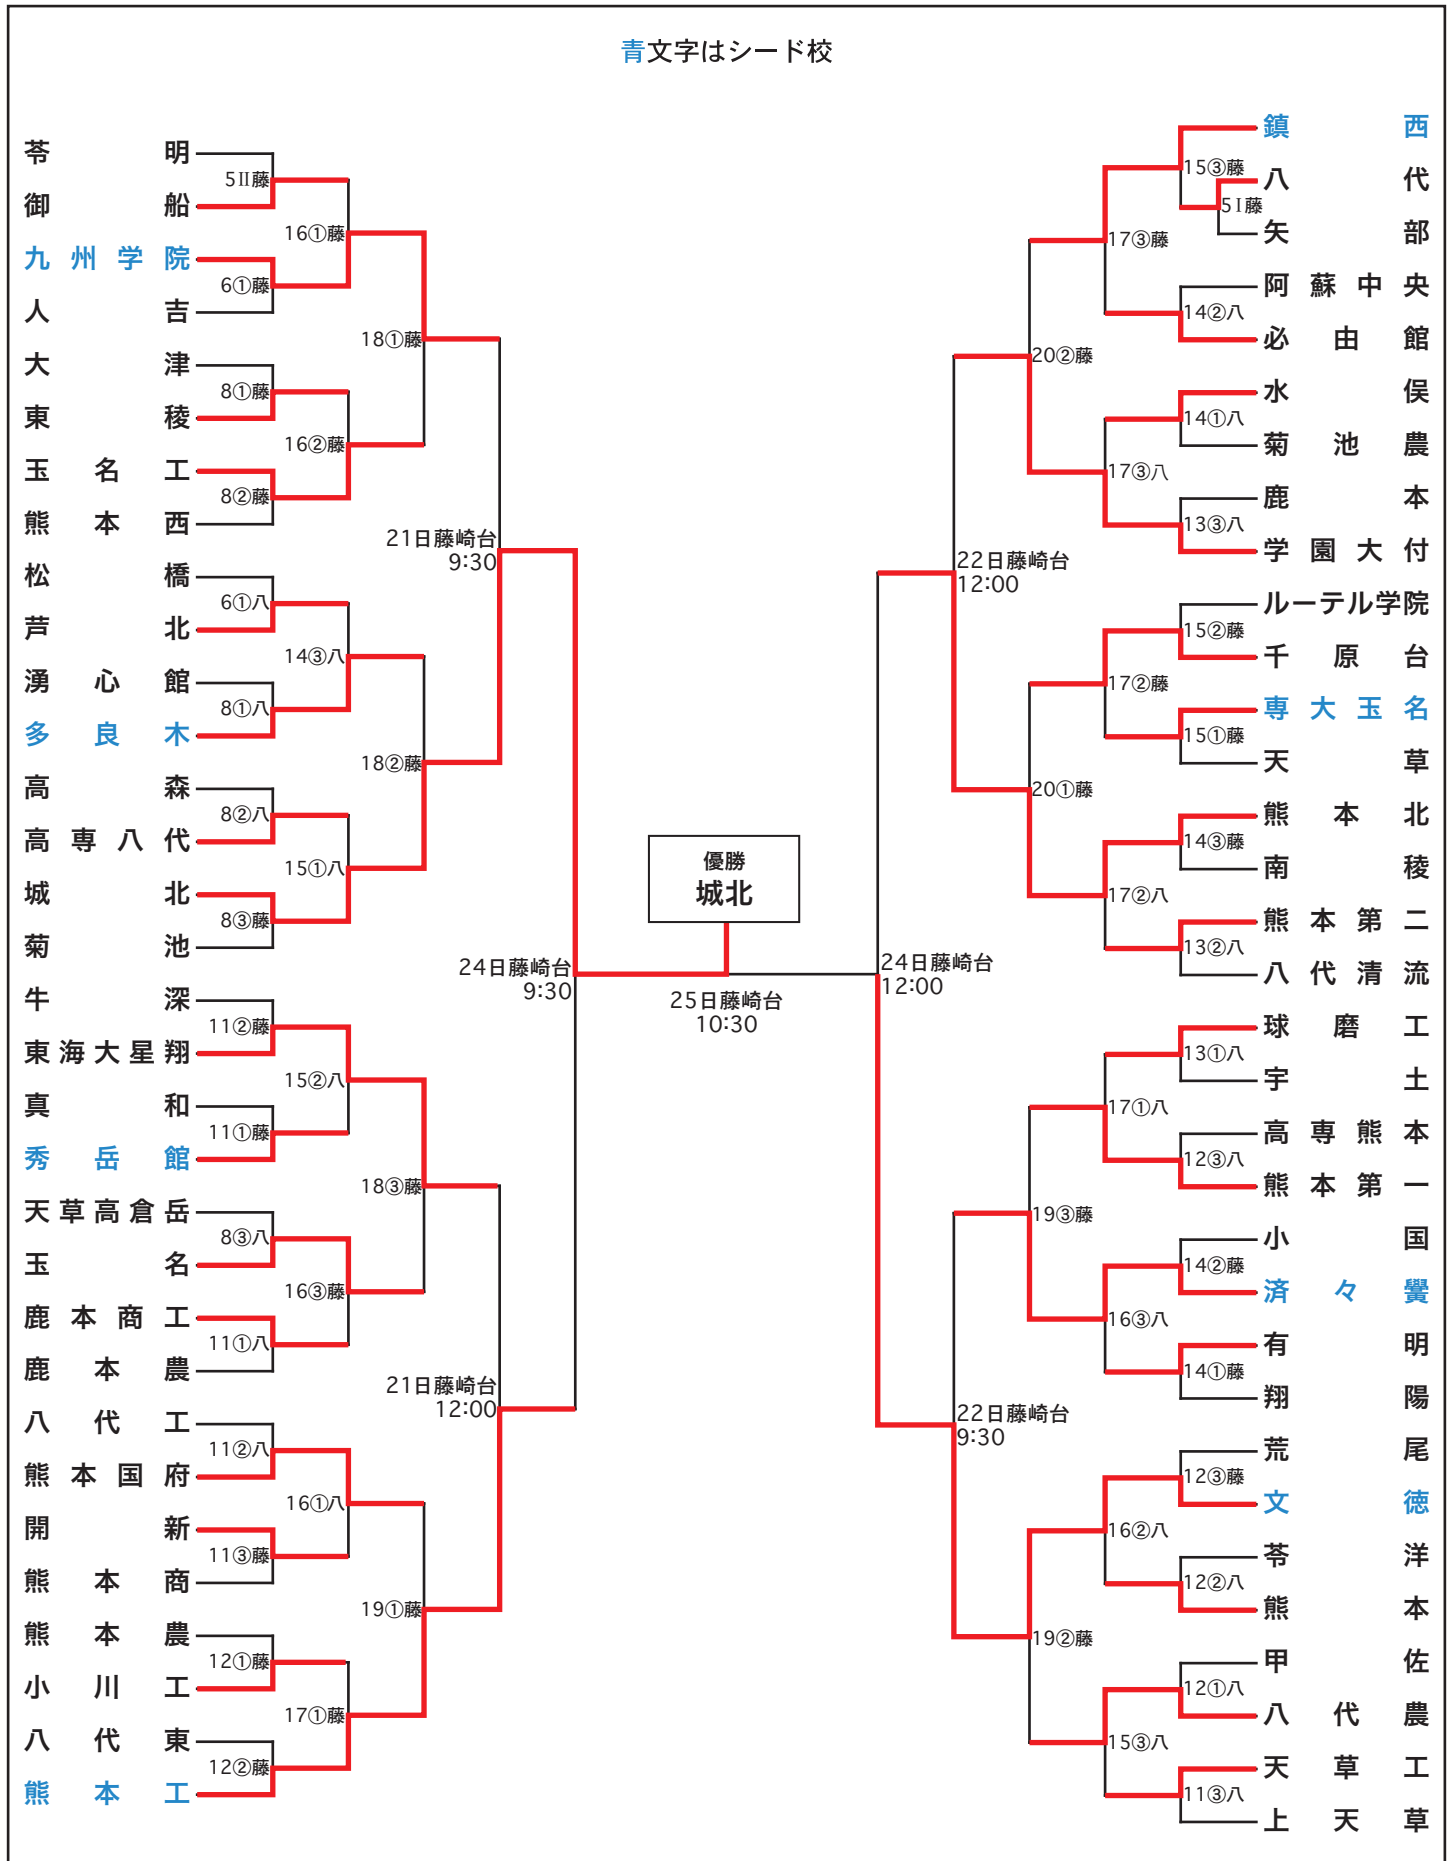 青文字はシード校
苓明
5Ⅱ藤
御船
16①藤
九州学院
6①藤
人吉
18①藤
大津
8①藤
東稜
16②藤
玉名工
8②藤
熊本西
21日藤崎台
9:30
松橋
6①八
芦北
14③八
湧心館
8①八
多良木
18②藤
高森
8②八
高専八代
15①八
城北
8③藤
菊池
24日藤崎台
9:30
牛深
11②藤
東海大星翔
15②八
真和
11①藤
秀岳館
18③藤
天草高倉岳
8③八
玉名
16③藤
鹿本商工
11①八
鹿本農
21日藤崎台
12:00
八代工
11②八
熊本国府
16①八
開新
11③藤
熊本商
19①藤
熊本農
12①藤
小川工
17①藤
八代東
12②藤
熊本工
優勝
城北
25日藤崎台
10:30
鎮西
15③藤
八代
5Ⅰ藤
矢部
17③藤
阿蘇中央
14②八
必由館
20②藤
水俣
14①八
菊池農
17③八
鹿本
13③八
学園大付
22日藤崎台
12:00
ルーテル学院
15②藤
千原台
17②藤
専大玉名
15①藤
天草
20①藤
熊本北
14③藤
南稜
17②八
熊本第二
13②八
八代清流
24日藤崎台
12:00
球磨工
13①八
宇土
17①八
高専熊本
12③八
熊本第一
19③藤
小国
14②藤
済々黌
16③八
有明
14①藤
翔陽
22日藤崎台
9:30
荒尾
12③藤
文徳
16②八
苓洋
12②八
熊本
19②藤
甲佐
12①八
八代農
15③八
天草工
11③八
上天草